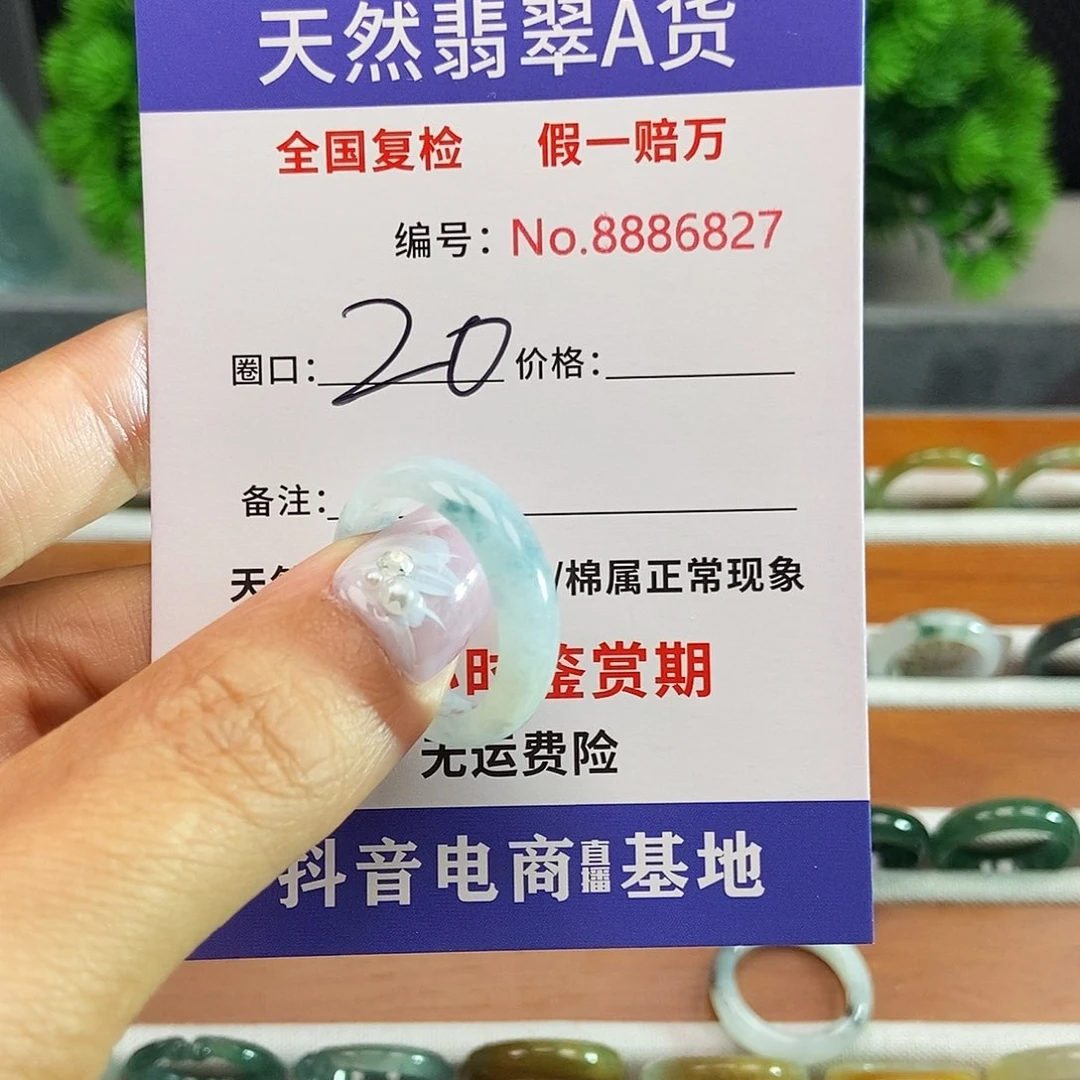 天然翡翠A货
全国复检 假一赔万
编号：No.8886827
圈口：20 价格：
备注：
天 /棉属正常现象
时鉴赏期
无运费险
抖音电商直播基地